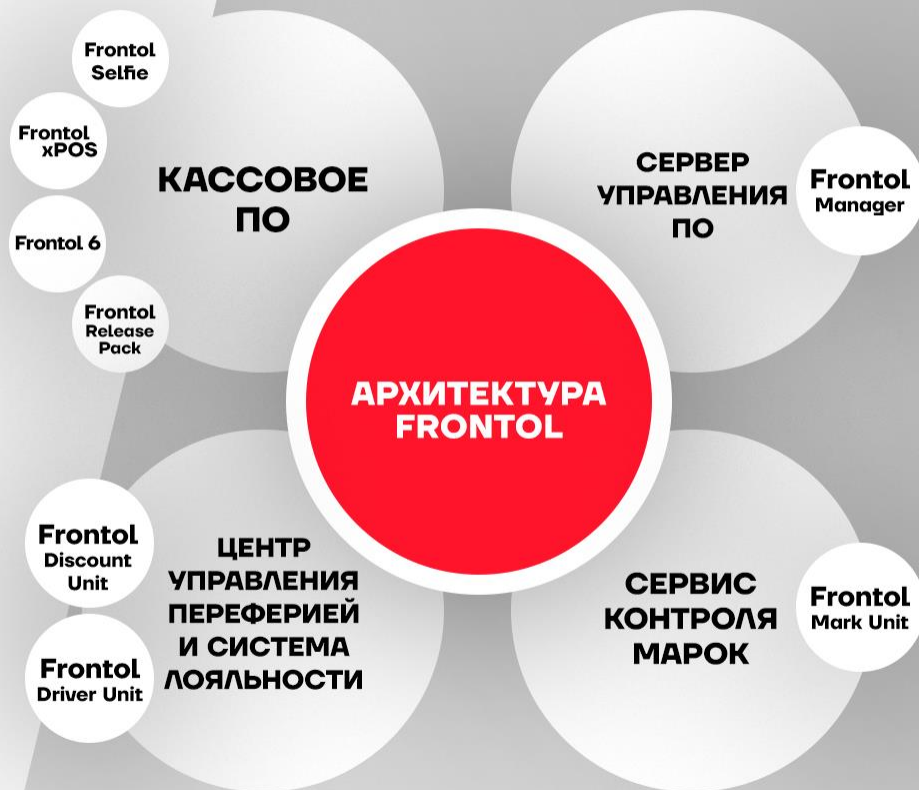 Frontol
Selfie
Frontol
xPOS
Frontol 6
Frontol
Release
Pack
КАССОВОЕ
ПО
СЕРВЕР
УПРАВЛЕНИЯ
ПО
Frontol
Manager
АРХИТЕКТУРА
FRONTOL
Frontol
Discount
Unit
Frontol
Driver Unit
ЦЕНТР
УПРАВЛЕНИЯ
ПЕРЕФЕРИЕЙ
И СИСТЕМА
ЛОЯЛЬНОСТИ
СЕРВИС
КОНТРОЛЯ
МАРОК
Frontol
Mark Unit